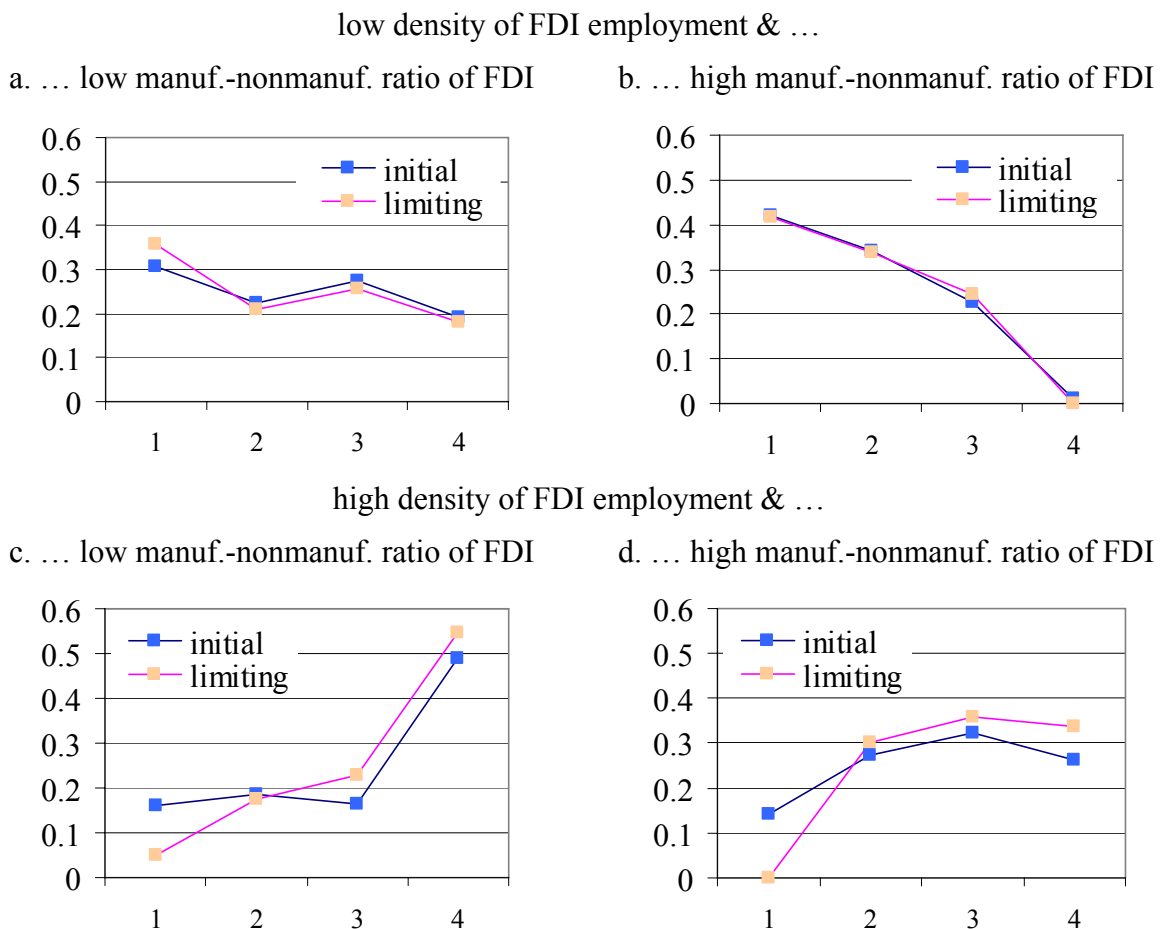 low density of FDI employment & …
a. … low manuf.-nonmanuf. ratio of FDI
b. … high manuf.-nonmanuf. ratio of FDI
0.6
0.5
0.4
0.3
0.2
0.1
0
initial
limiting
1 2 3 4
0.6
0.5
0.4
0.3
0.2
0.1
0
initial
limiting
1 2 3 4
high density of FDI employment & …
c. … low manuf.-nonmanuf. ratio of FDI
d. … high manuf.-nonmanuf. ratio of FDI
0.6
0.5
0.4
0.3
0.2
0.1
0
initial
limiting
1 2 3 4
0.6
0.5
0.4
0.3
0.2
0.1
0
initial
limiting
1 2 3 4